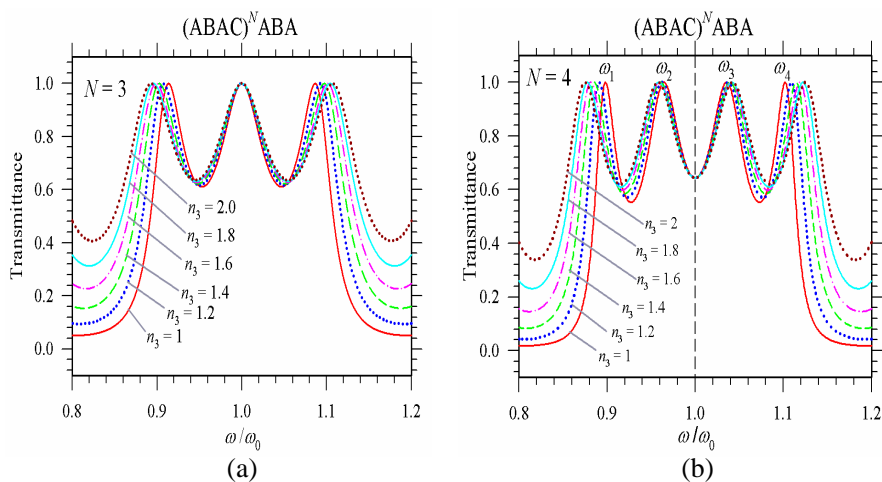 (ABAC)^N ABA
N = 3
1.0
0.8
0.6
0.4
0.2
0.0
Transmittance
n₃ = 2.0
n₃ = 1.8
n₃ = 1.6
n₃ = 1.4
n₃ = 1.2
n₃ = 1
0.8 0.9 1.0 1.1 1.2
ω/ω₀
(a)
(ABAC)^N ABA
N = 4
ω₁ ω₂ ω₃ ω₄
1.0
0.8
0.6
0.4
0.2
0.0
Transmittance
n₃ = 2
n₃ = 1.8
n₃ = 1.6
n₃ = 1.4
n₃ = 1.2
n₃ = 1
0.8 0.9 1.0 1.1 1.2
ω/ω₀
(b)